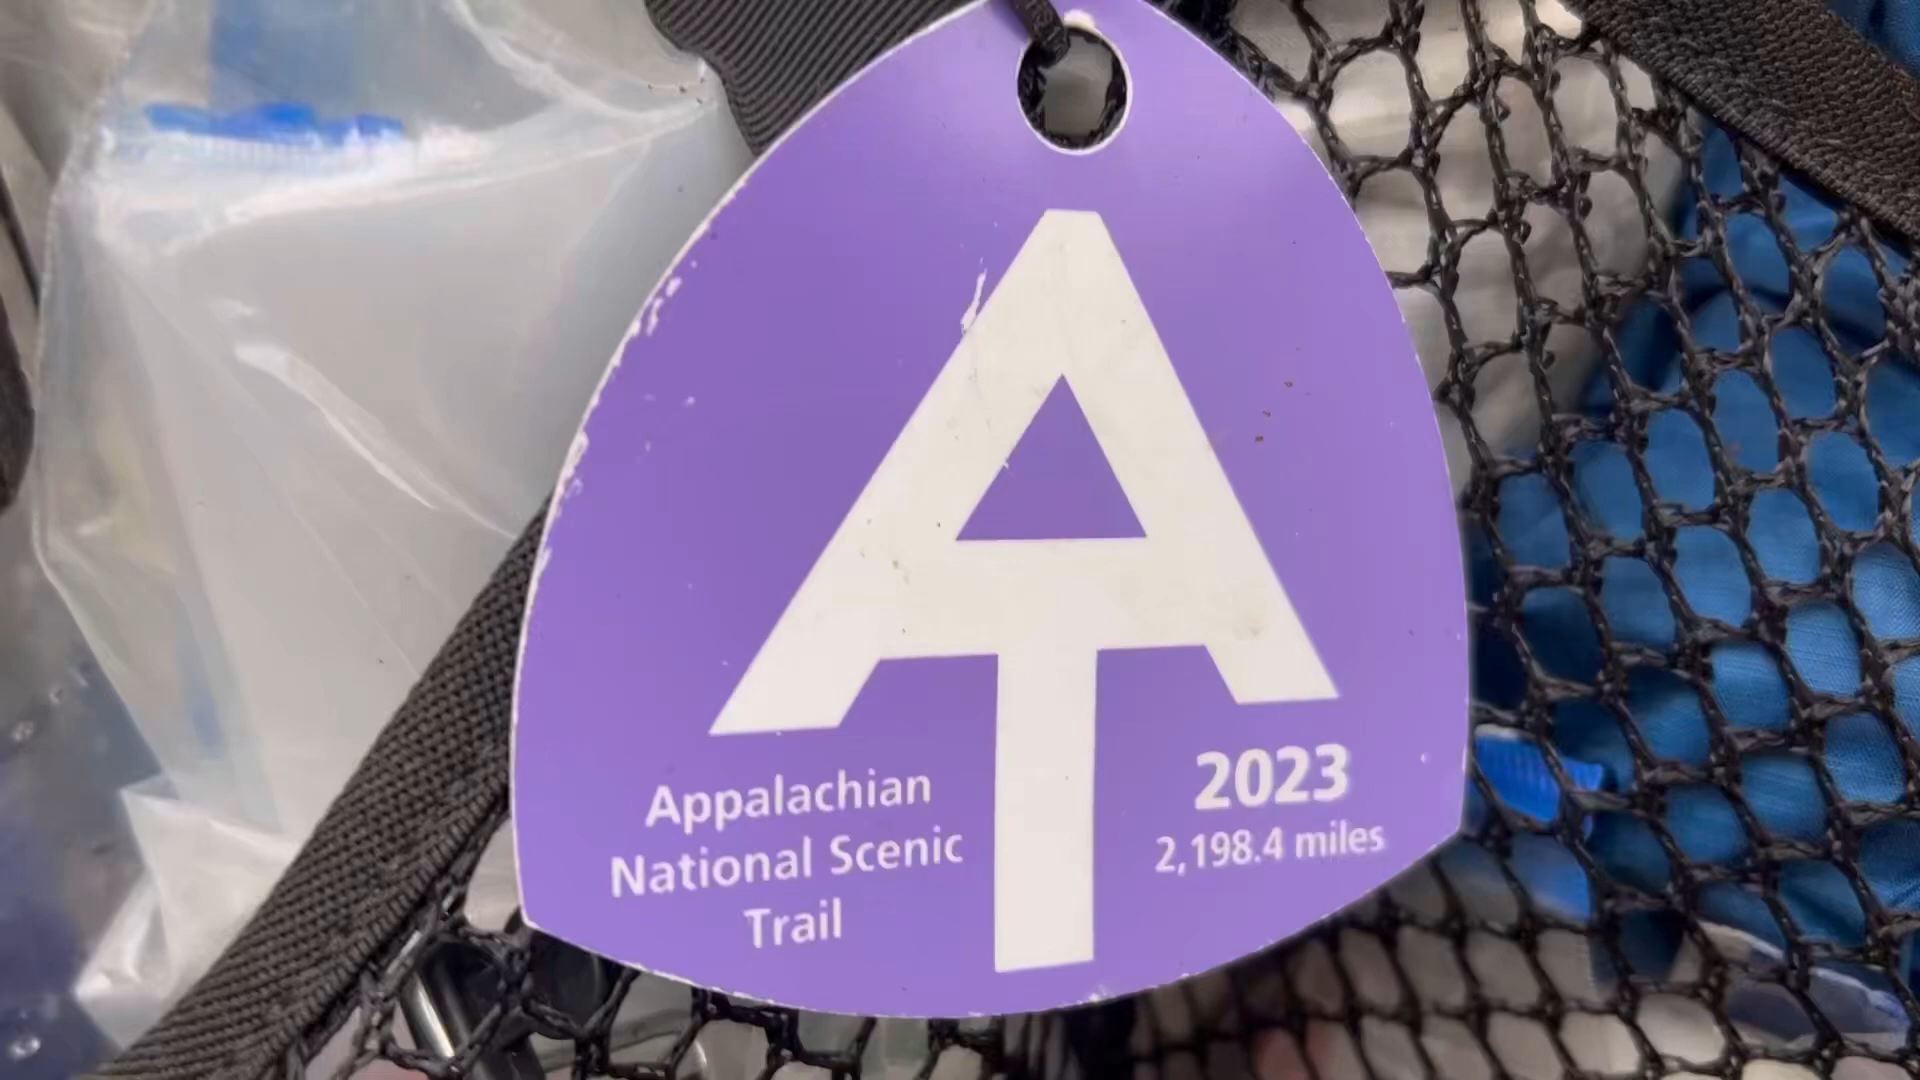 AT
Appalachian
National Scenic
Trail
2023
2,198.4 miles